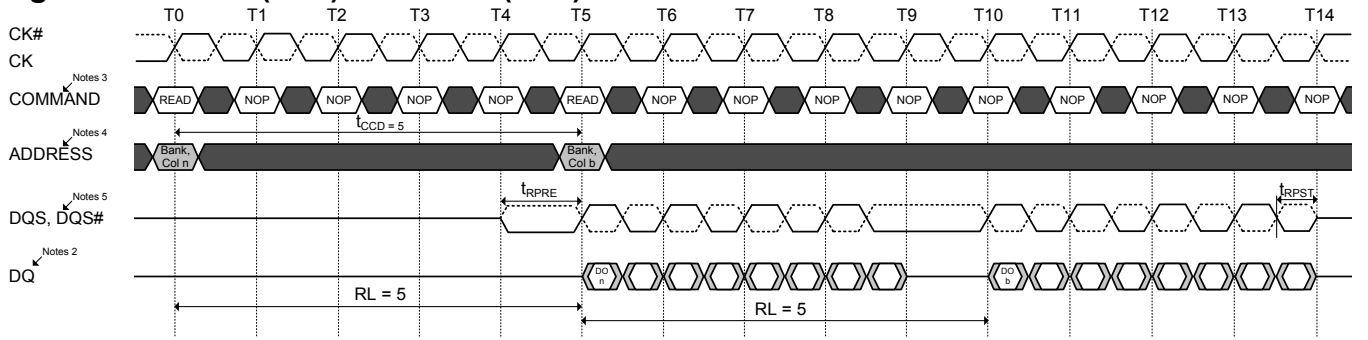 T0 T1 T2 T3 T4 T5 T6 T7 T8 T9 T10 T11 T12 T13 T14
CK#
CK
Notes 3
COMMAND READ NOP NOP NOP NOP READ NOP NOP NOP NOP NOP NOP NOP NOP NOP
tCCD = 5
Notes 4
ADDRESS Bank, Col n Bank, Col b
Notes 5
tRPRE tRPST
DQS, DQS#
Notes 2
DQ DO n DO b
RL = 5
RL = 5